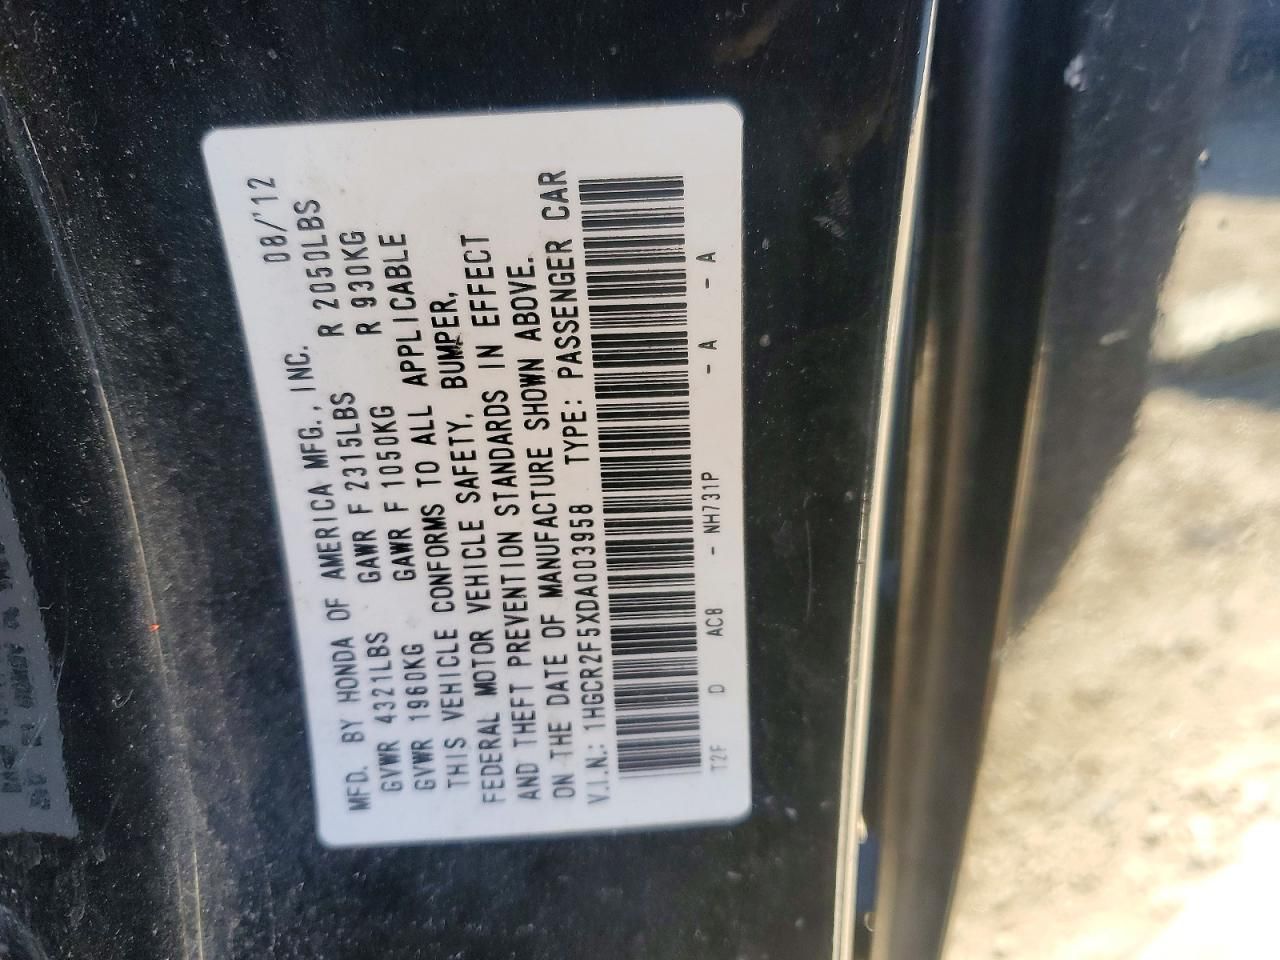 MFD. BY HONDA OF AMERICA MFG., INC. 08/'12
GVWR 4321LBS GAWR F 2315LBS R 2050LBS
GVWR 1960KG GAWR F 1050KG R 930KG
THIS VEHICLE CONFORMS TO ALL APPLICABLE
FEDERAL MOTOR VEHICLE SAFETY, BUMPER,
AND THEFT PREVENTION STANDARDS IN EFFECT
ON THE DATE OF MANUFACTURE SHOWN ABOVE.
V.I.N.: 1HGCR2F5XDA003958 TYPE: PASSENGER CAR
T2F D AC8 - NH731P - A - A